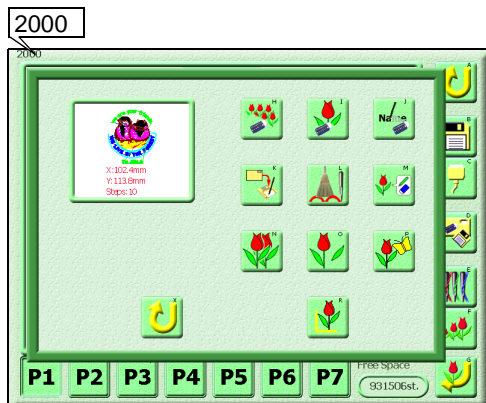 2000
2000
A
H
I
J
Name
B
X:102.4mm
Y:113.8mm
Steps:10
K
L
M
C
D
N
O
P
F
X
R
P1 P2 P3 P4 P5 P6 P7
Free Space
931506st.
G